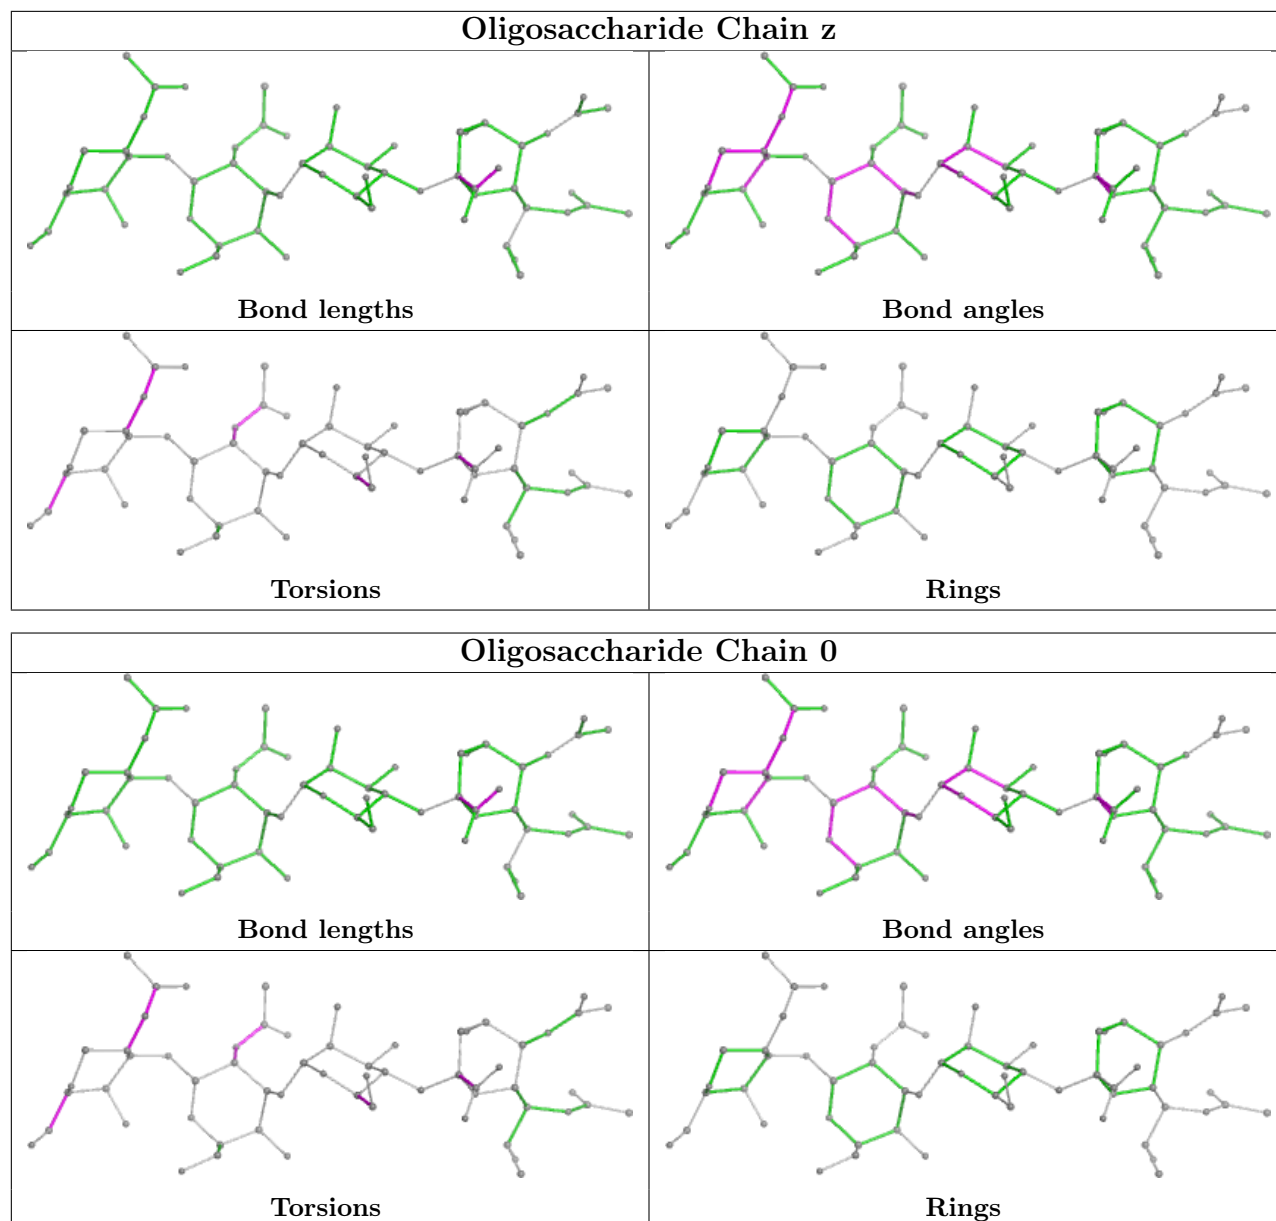 Oligosaccharide Chain z
Bond lengths
Bond angles
Torsions
Rings
Oligosaccharide Chain 0
Bond lengths
Bond angles
Torsions
Rings